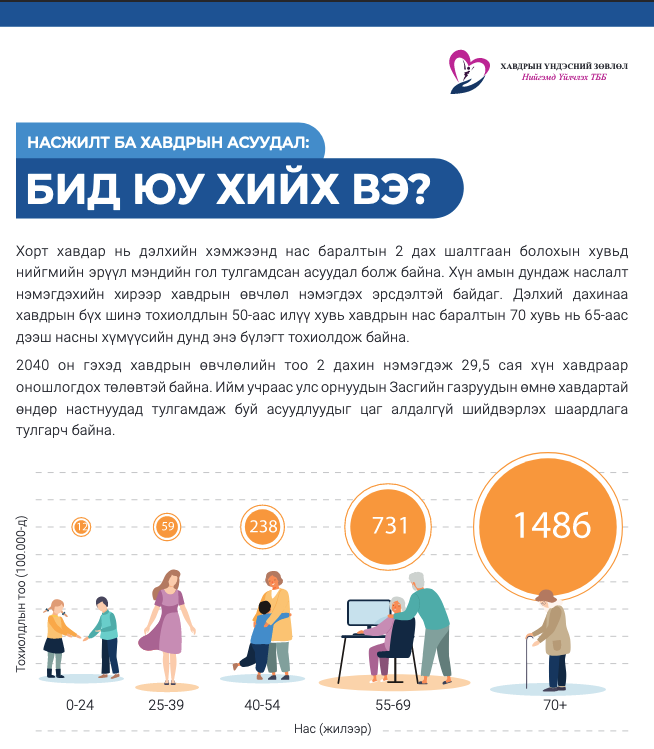 ХАВДРЫН ҮНДЭСНИЙ ЗӨВЛӨЛ
Нийгэмд Үйлчлэх ТББ
НАСЖИЛТ БА ХАВДРЫН АСУУДАЛ:
БИД ЮУ ХИЙХ ВЭ?
Хорт хавдар нь дэлхийн хэмжээнд нас баралтын 2 дах шалтгаан болохын хувьд
нийгмийн эрүүл мэндийн гол тулгамдсан асуудал болж байна. Хүн амын дундаж наслалт
нэмэгдэхийн хирээр хавдрын өвчлөл нэмэгдэх эрсдэлтэй байдаг. Дэлхий дахинаа
хавдрын бүх шинэ тохиолдлын 50-аас илүү хувь хавдрын нас баралтын 70 хувь нь 65-аас
дээш насны хүмүүсийн дунд энэ бүлэгт тохиолдож байна.
2040 он гэхэд хавдрын өвчлөлийн тоо 2 дахин нэмэгдэж 29,5 сая хүн хавдраар
оношлогдох төлөвтэй байна. Ийм учраас улс орнуудын Засгийн газруудын өмнө хавдартай
өндөр настнуудад тулгамдаж буй асуудлуудыг цаг алдалгүй шийдвэрлэх шаардлага
тулгарч байна.
Тохиолдлын тоо (100.000-д)
12
59
238
731
1486
0-24
25-39
40-54
55-69
70+
Нас (жилээр)